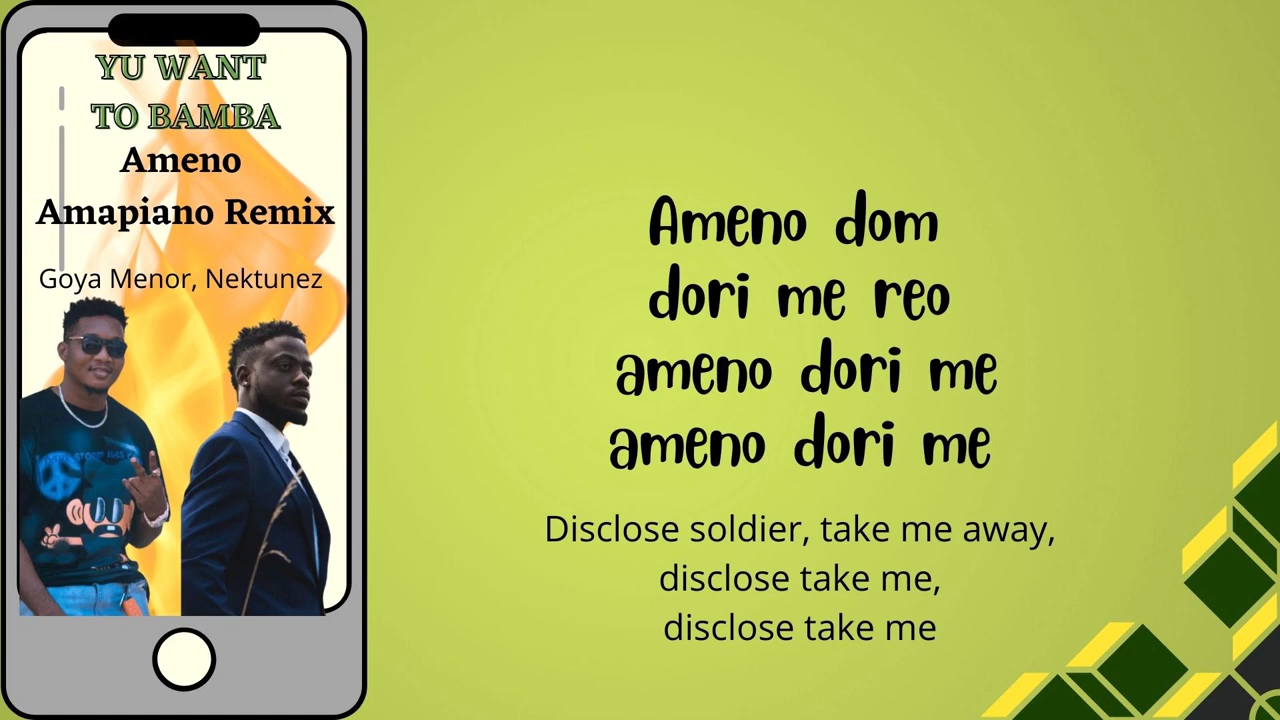 YU WANT
TO BAMBA
Ameno
Amapiano Remix
Goya Menor, Nektunez
Ameno dom
dori me reo
ameno dori me
ameno dori me
Disclose soldier, take me away,
disclose take me,
disclose take me